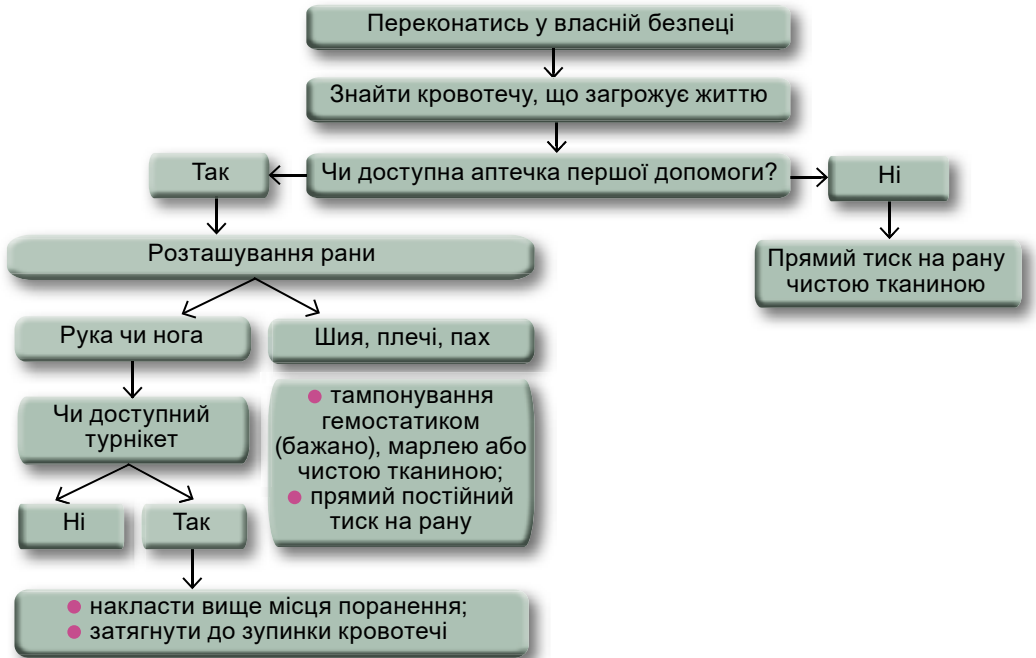 Переконатись у власній безпеці
Знайти кровотечу, що загрожує життю
Так
Чи доступна аптечка першої допомоги?
Ні
Розташування рани
Прямий тиск на рану
чистою тканиною
Рука чи нога
Шия, плечі, пах
Чи доступний
турнікет
● тампонування
гемостатиком
(бажано), марлею або
чистою тканиною;
● прямий постійний
тиск на рану
Ні
Так
● накласти вище місця поранення;
● затягнути до зупинки кровотечі